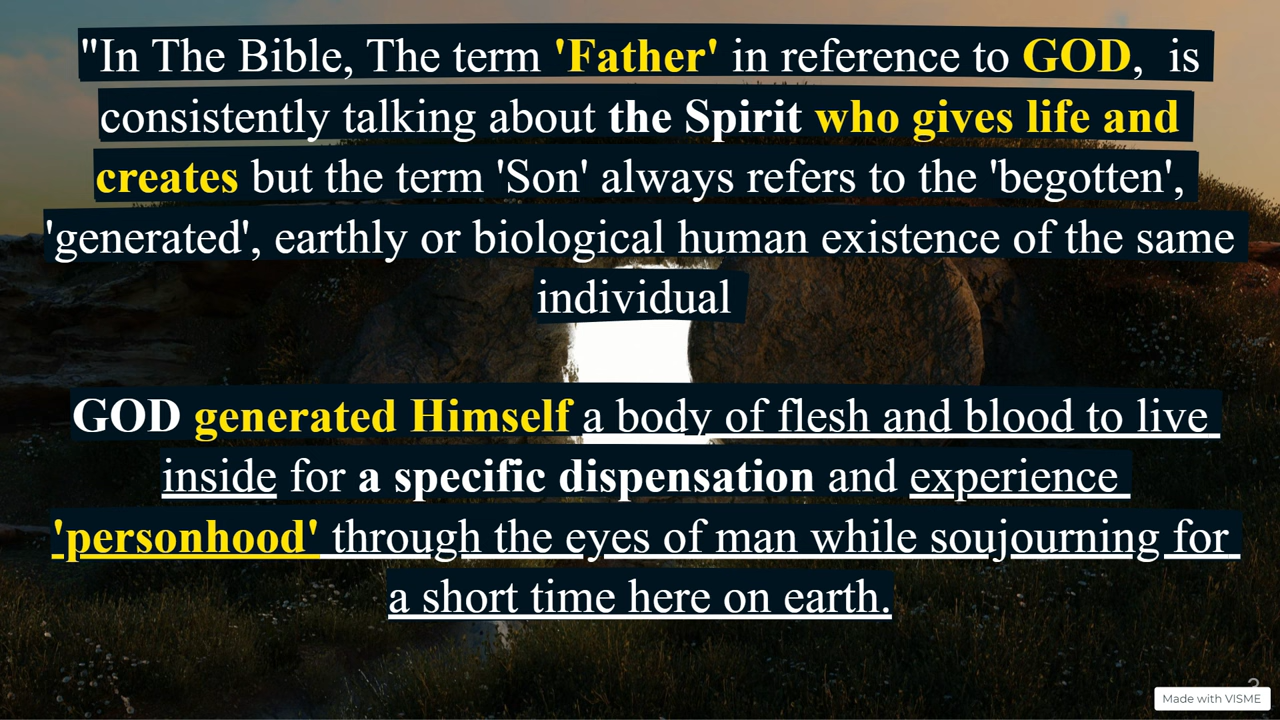 "In The Bible, The term 'Father' in reference to GOD, is
consistently talking about the Spirit who gives life and
creates but the term 'Son' always refers to the 'begotten',
'generated', earthly or biological human existence of the same
individual
GOD generated Himself a body of flesh and blood to live
inside for a specific dispensation and experience
'personhood' through the eyes of man while soujourning for
a short time here on earth.
Made with VISME